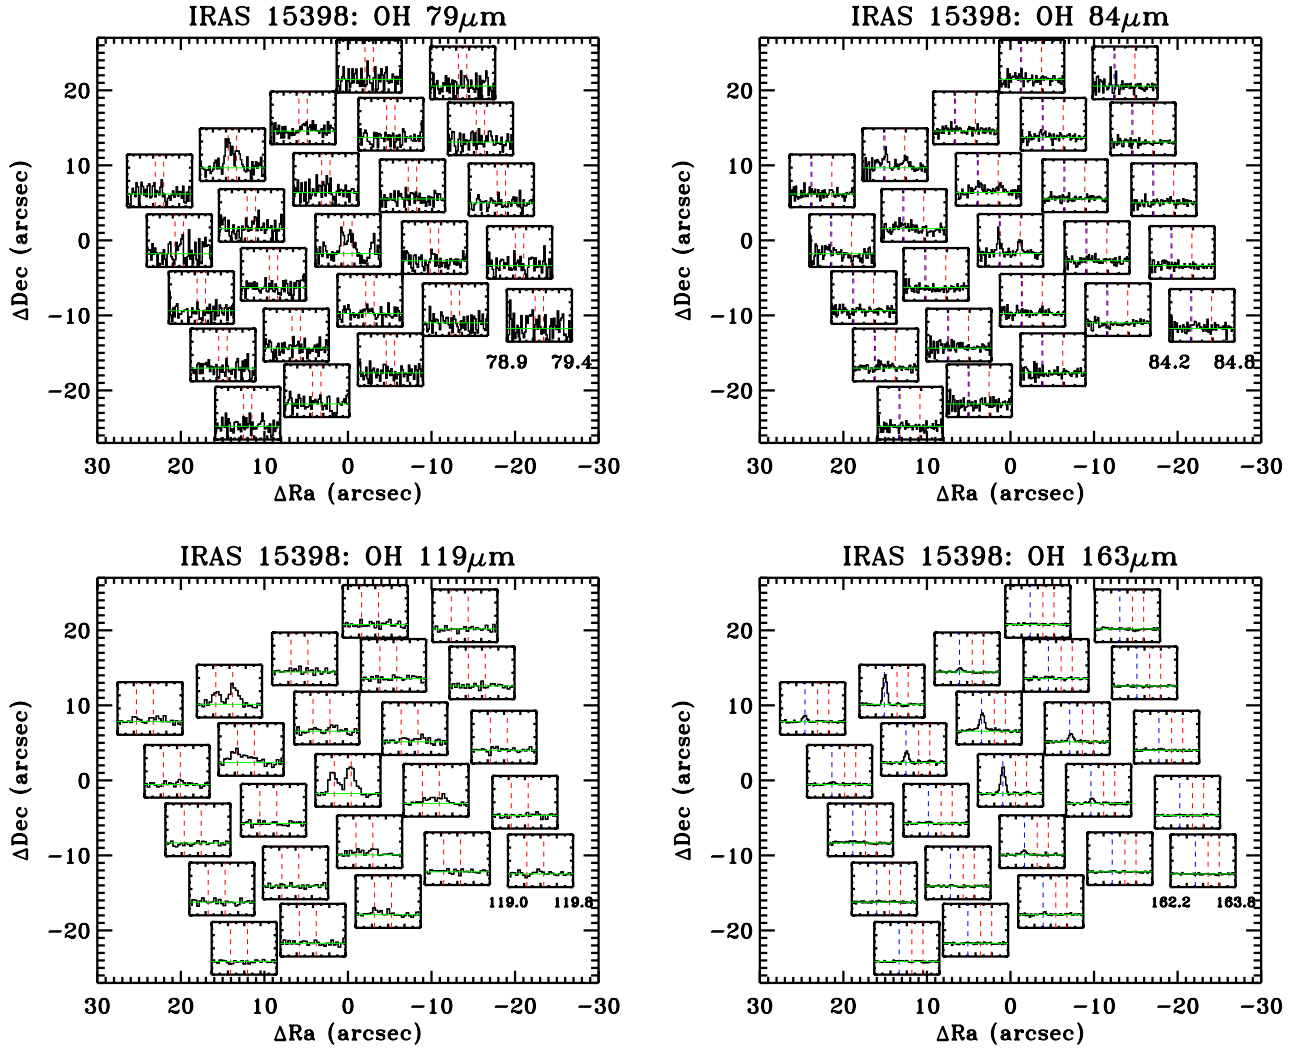 IRAS 15398: OH 79μm
IRAS 15398: OH 84μm
ΔDec (arcsec)
20
10
0
−10
−20
78.9 79.4
30 20 10 0 −10 −20 −30
ΔRa (arcsec)
ΔDec (arcsec)
20
10
0
−10
−20
84.2 84.8
30 20 10 0 −10 −20 −30
ΔRa (arcsec)
IRAS 15398: OH 119μm
IRAS 15398: OH 163μm
ΔDec (arcsec)
20
10
0
−10
−20
119.0 119.8
30 20 10 0 −10 −20 −30
ΔRa (arcsec)
ΔDec (arcsec)
20
10
0
−10
−20
162.2 163.8
30 20 10 0 −10 −20 −30
ΔRa (arcsec)